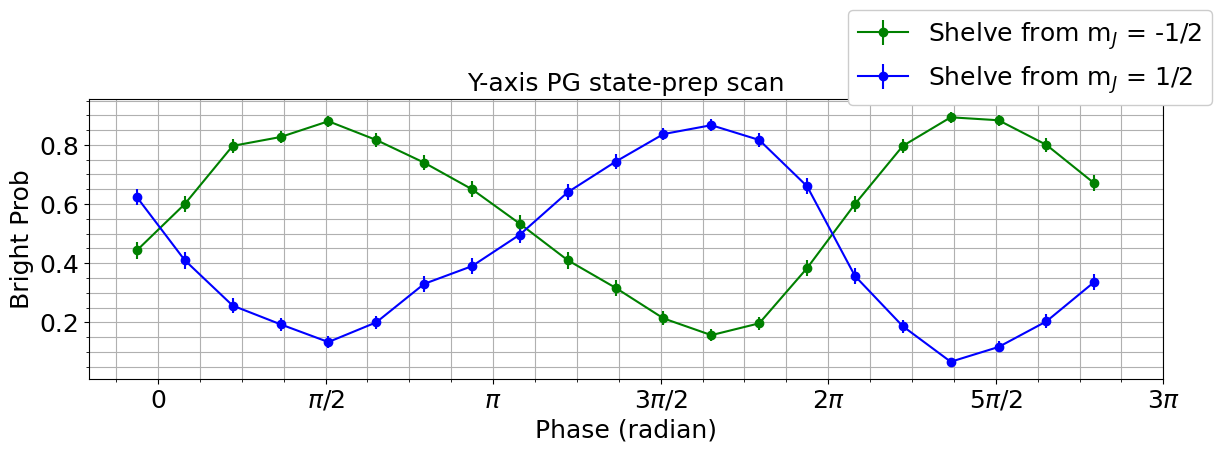 Shelve from m_J = -1/2
Shelve from m_J = 1/2
Y-axis PG state-prep scan
Bright Prob
0.8
0.6
0.4
0.2
0 π/2 π 3π/2 2π 5π/2 3π
Phase (radian)